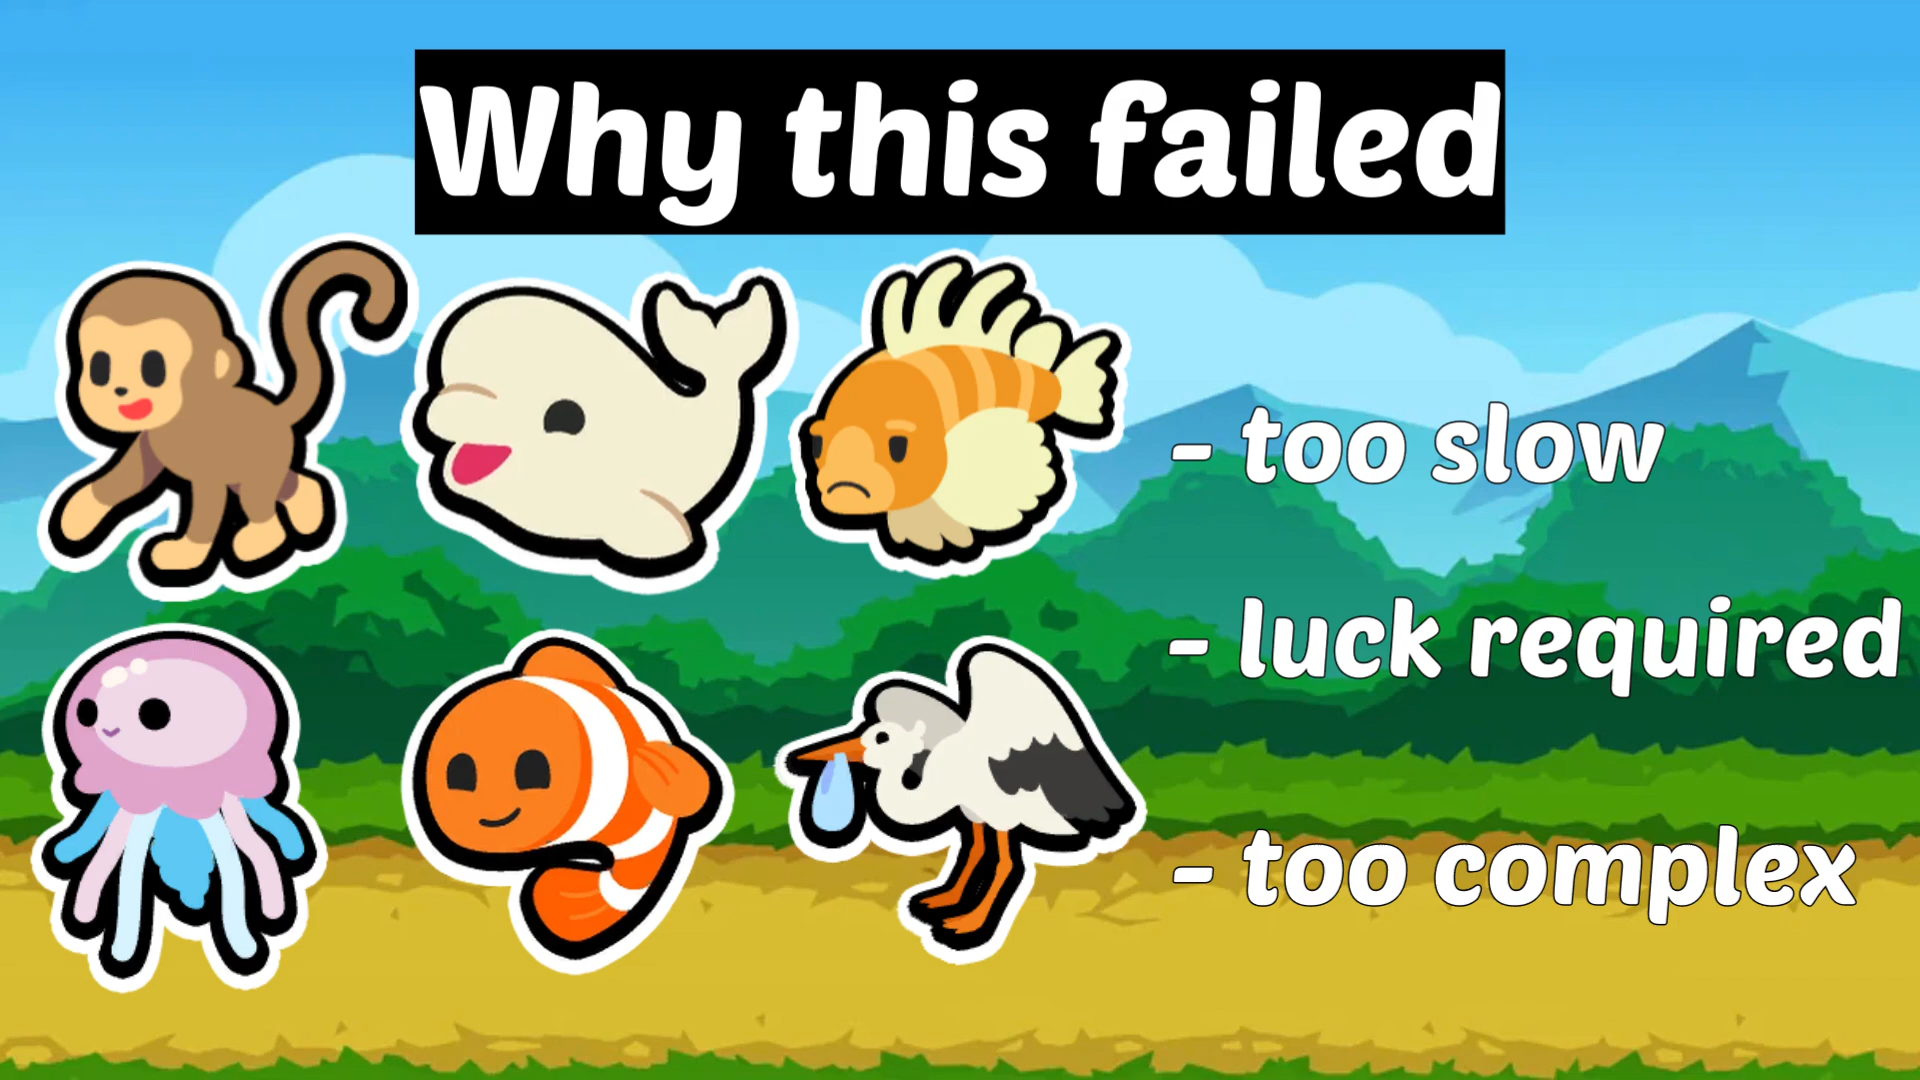 Why this failed
- too slow
- luck required
- too complex